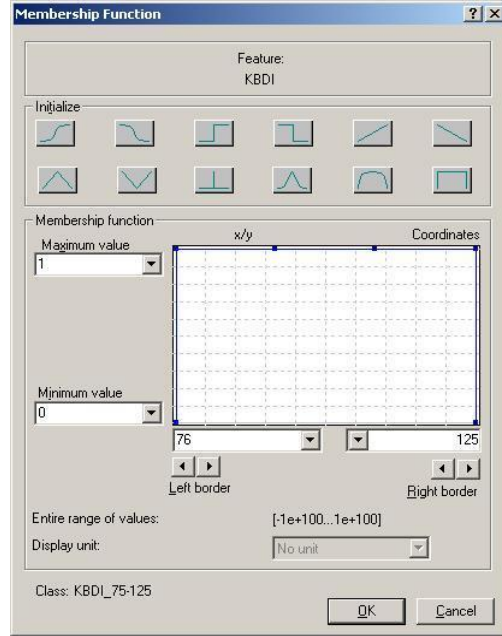 Membership Function
Feature:
KBDI
Initialize
Membership function
x/y
Coordinates
Maximum value
1
Minimum value
0
76
125
Left border
Right border
Entire range of values:
[-1e+100...1e+100]
Display unit:
No unit
Class: KBDI_75-125
OK
Cancel